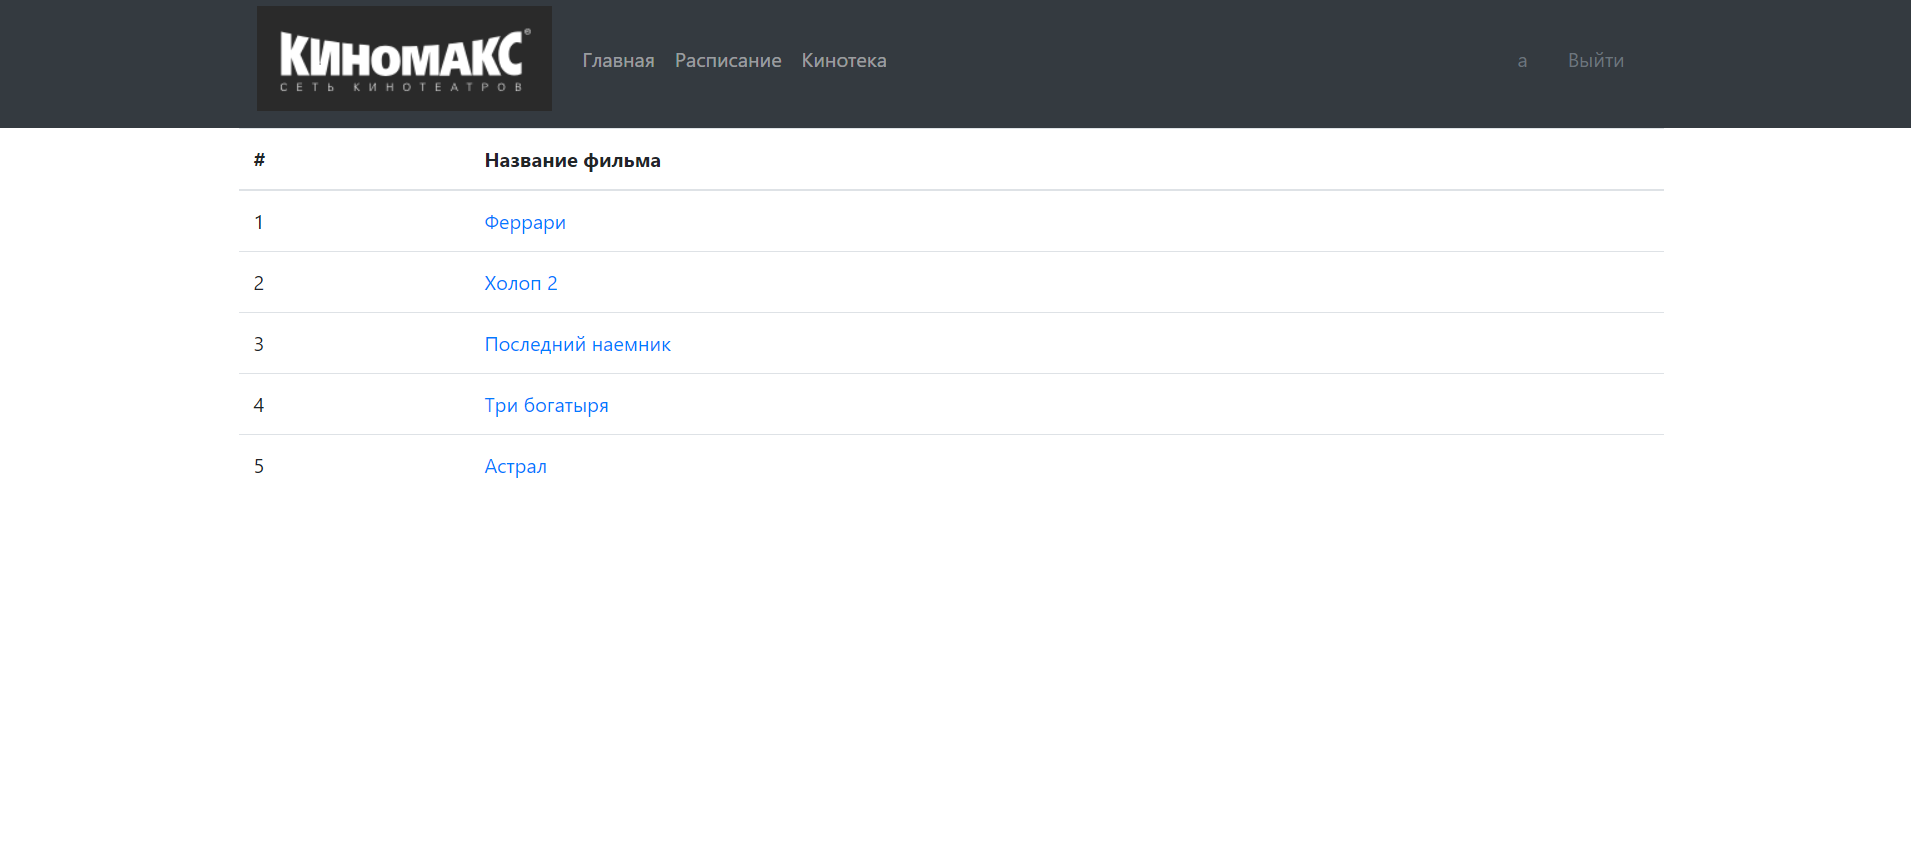 КИНОМАКС®
СЕТЬ КИНОТЕАТРОВ
Главная Расписание Кинотека а Выйти
# Название фильма
1 Феррари
2 Холоп 2
3 Последний наемник
4 Три богатыря
5 Астрал